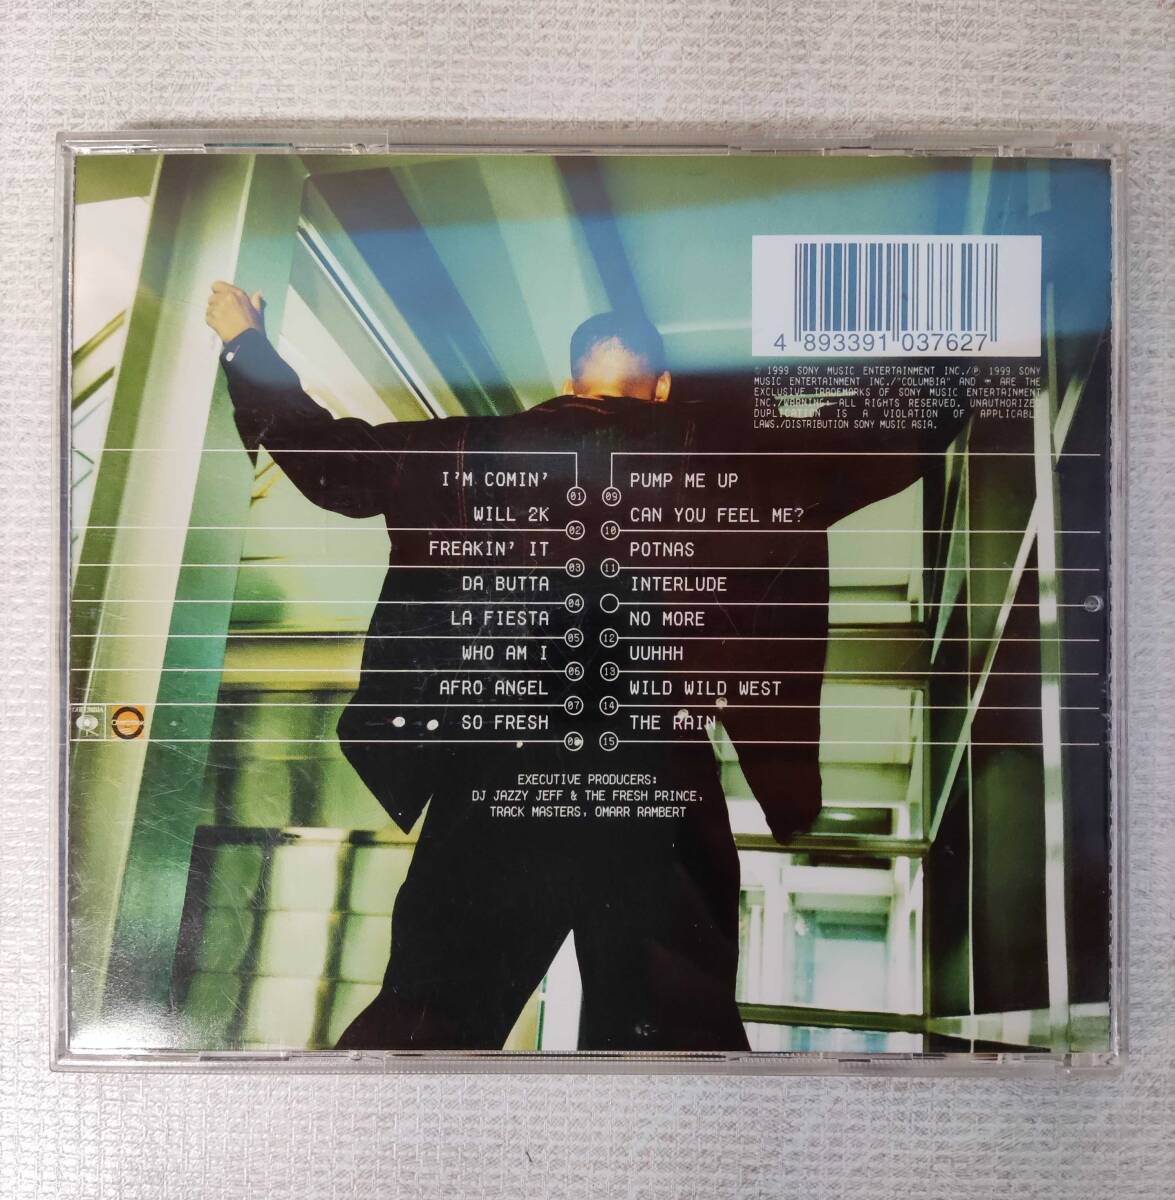 4 893391 037627
© 1999 SONY MUSIC ENTERTAINMENT INC./℗ 1999 SONY
MUSIC ENTERTAINMENT INC./"COLUMBIA" AND ARE THE
EXCLUSIVE TRADEMARKS OF SONY MUSIC ENTERTAINMENT
INC./WARNING: ALL RIGHTS RESERVED. UNAUTHORIZED
DUPLICATION IS A VIOLATION OF APPLICABLE
LAWS./DISTRIBUTION SONY MUSIC ASIA.
I'M COMIN' 01
WILL 2K 02
FREAKIN' IT 03
DA BUTTA 04
LA FIESTA 05
WHO AM I 06
AFRO ANGEL 07
SO FRESH 08
09 PUMP ME UP
10 CAN YOU FEEL ME?
11 POTNAS
INTERLUDE
12 NO MORE
13 UUHHH
14 WILD WILD WEST
15 THE RAIN
COLUMBIA
EXECUTIVE PRODUCERS:
DJ JAZZY JEFF & THE FRESH PRINCE,
TRACK MASTERS, OMARR RAMBERT